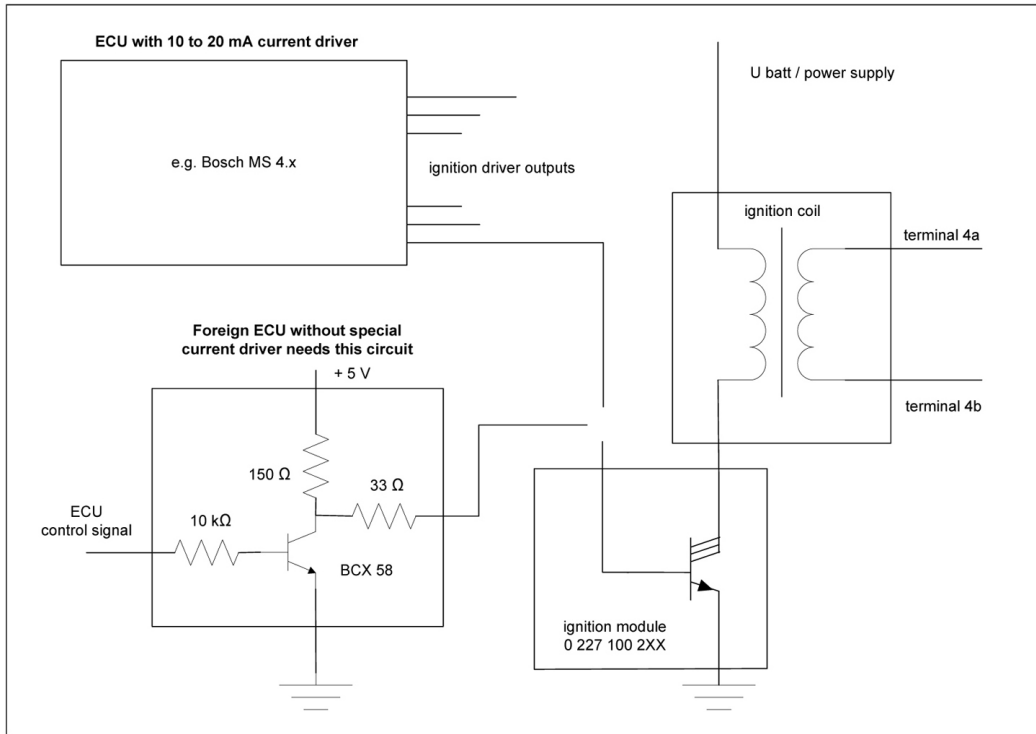 ECU with 10 to 20 mA current driver
U batt / power supply
e.g. Bosch MS 4.x
ignition driver outputs
ignition coil
terminal 4a
terminal 4b
Foreign ECU without special
current driver needs this circuit
+ 5 V
150 Ω
33 Ω
ECU
control signal
10 kΩ
BCX 58
ignition module
0 227 100 2XX